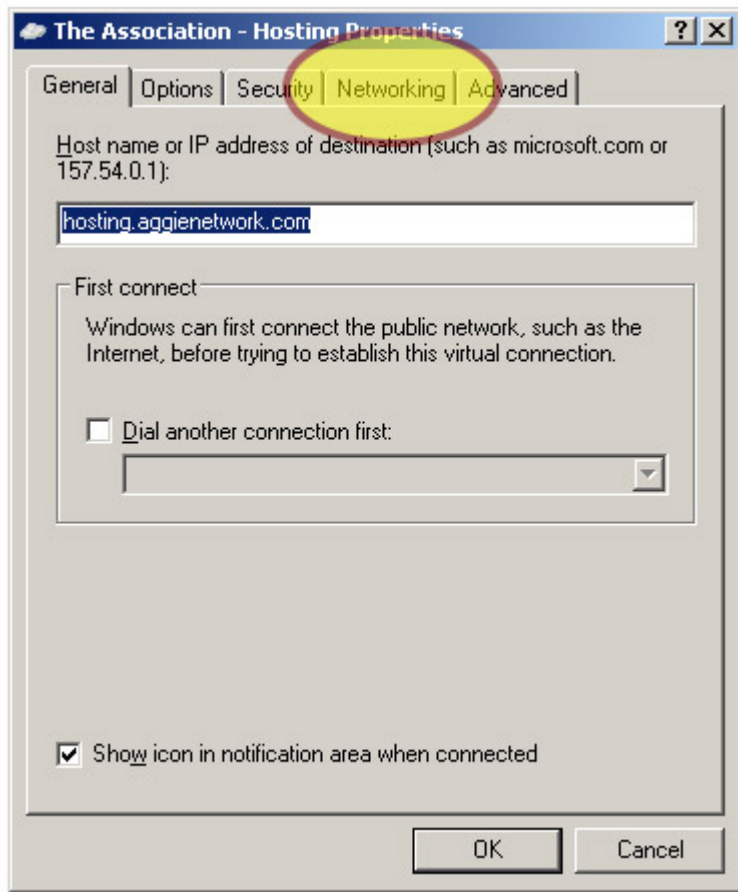 The Association - Hosting Properties
General Options Security Networking Advanced
Host name or IP address of destination (such as microsoft.com or
157.54.0.1):
hosting.aggienetwork.com
First connect
Windows can first connect the public network, such as the
Internet, before trying to establish this virtual connection.
Dial another connection first:
Show icon in notification area when connected
OK Cancel